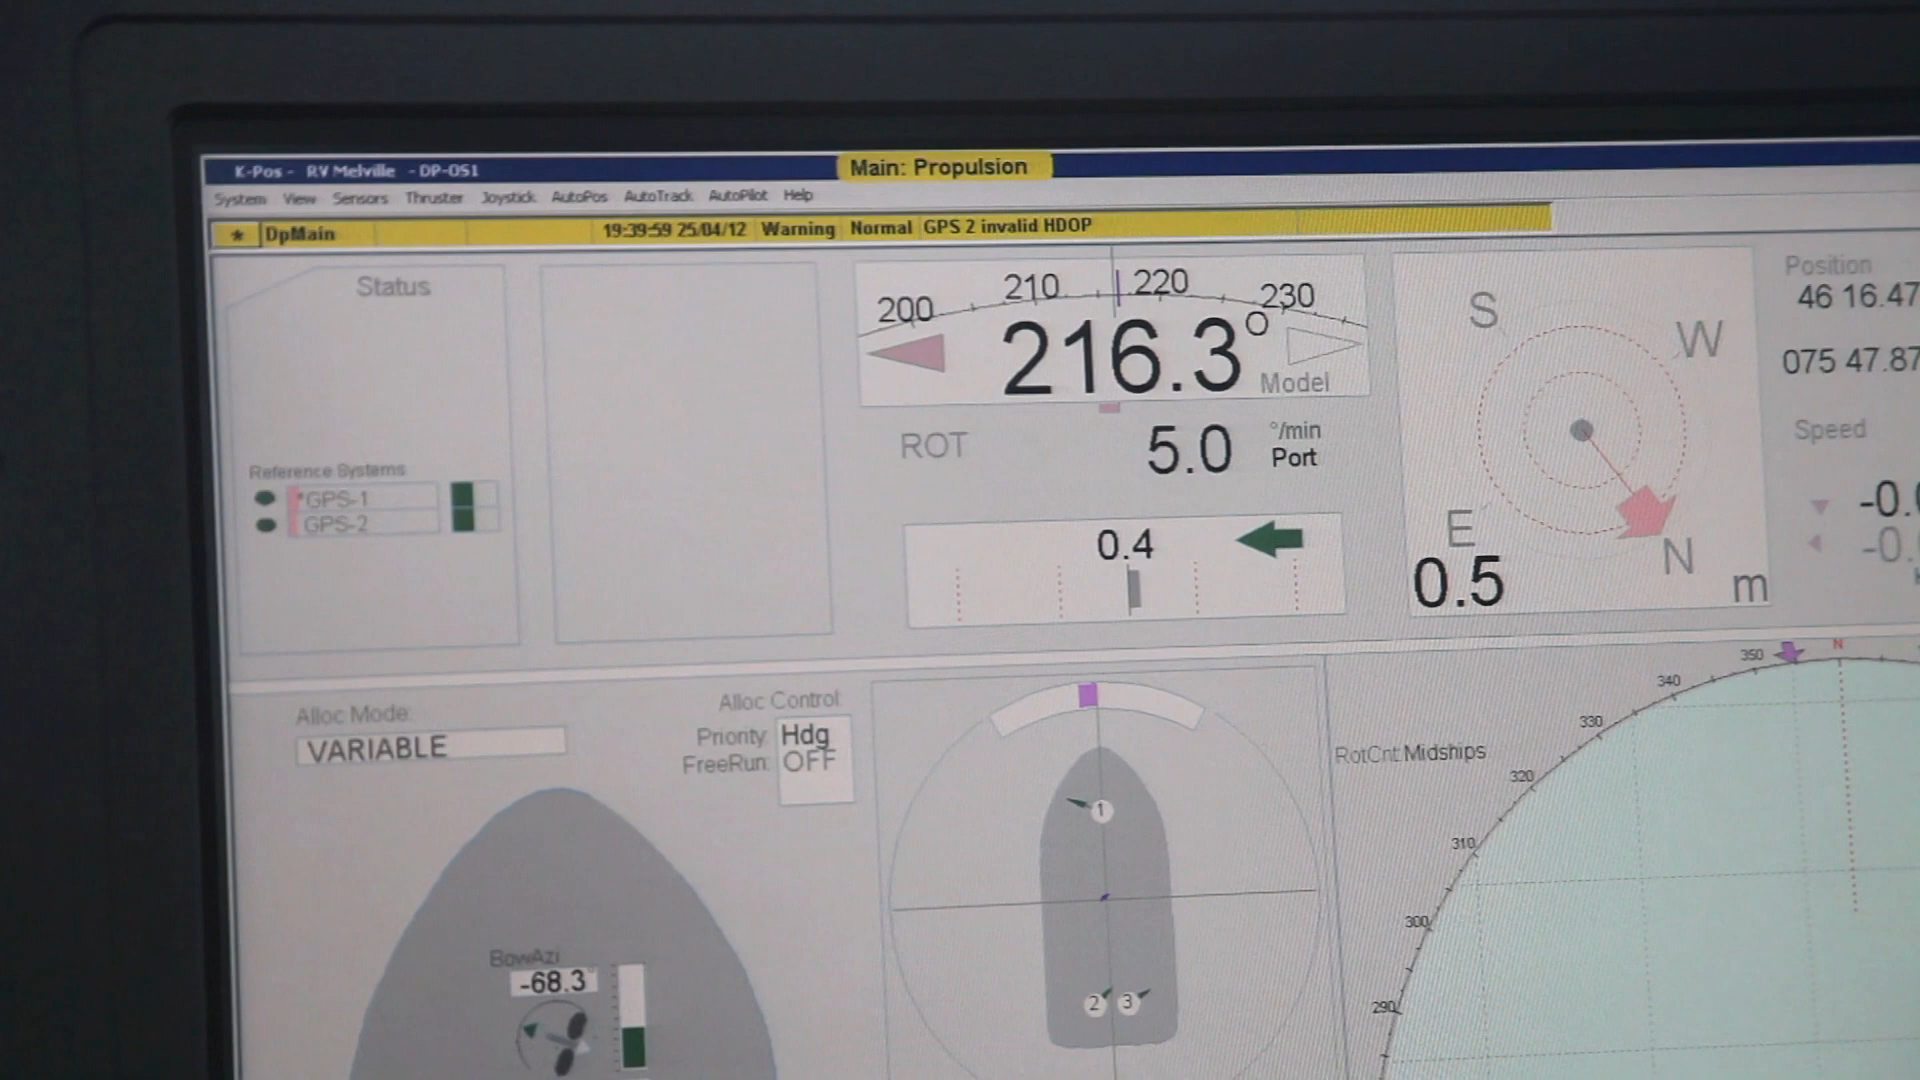 K-Pos - RV Melville - DP-OS1
Main: Propulsion
System View Sensors Thruster Joystick AutoPos AutoTrack AutoPilot Help
* DpMain 19:39:59 25/04/12 Warning Normal GPS 2 invalid HDOP
Status
Reference Systems
*GPS-1
GPS-2
200 210 220 230
216.3°
Model
ROT 5.0 °/min
Port
0.4
S W
E N
0.5 m
Position
46 16.47
075 47.87
Speed
-0.
-0.
Alloc Mode:
VARIABLE
Alloc Control:
Priority: Hdg
FreeRun: OFF
BowAzi
-68.3°
1
2 3
RotCnt: Midships
N
350
340
330
320
310
300
290